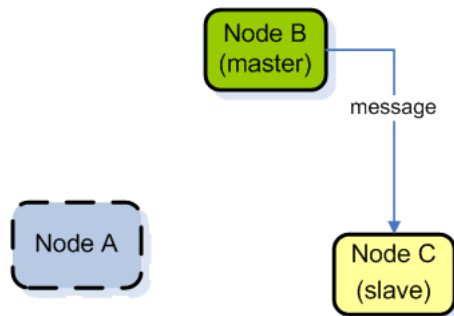 Node B
(master)
message
Node A
Node C
(slave)